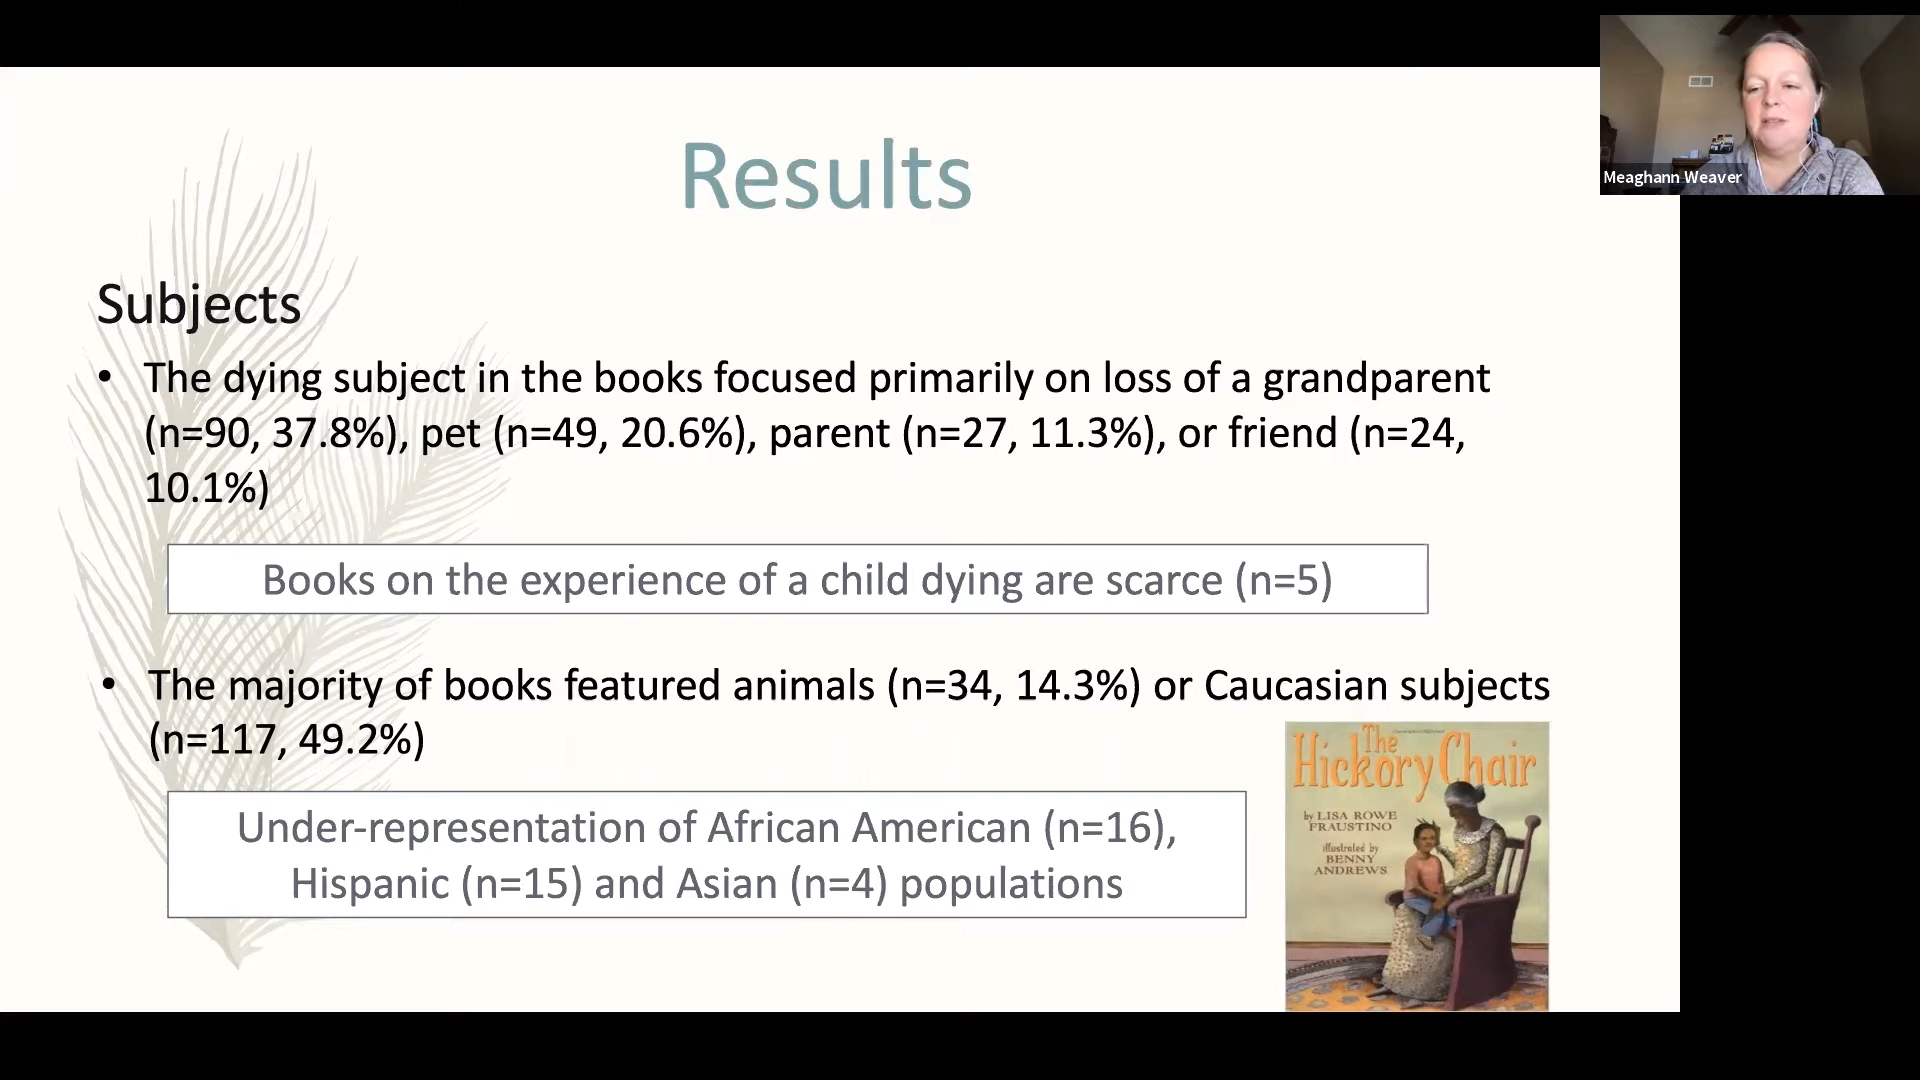 Results
Subjects
• The dying subject in the books focused primarily on loss of a grandparent
(n=90, 37.8%), pet (n=49, 20.6%), parent (n=27, 11.3%), or friend (n=24,
10.1%)
Books on the experience of a child dying are scarce (n=5)
• The majority of books featured animals (n=34, 14.3%) or Caucasian subjects
(n=117, 49.2%)
Under-representation of African American (n=16),
Hispanic (n=15) and Asian (n=4) populations
The
Hickory Chair
by LISA ROWE
FRAUSTINO
illustrated by
BENNY
ANDREWS
Meaghann Weaver